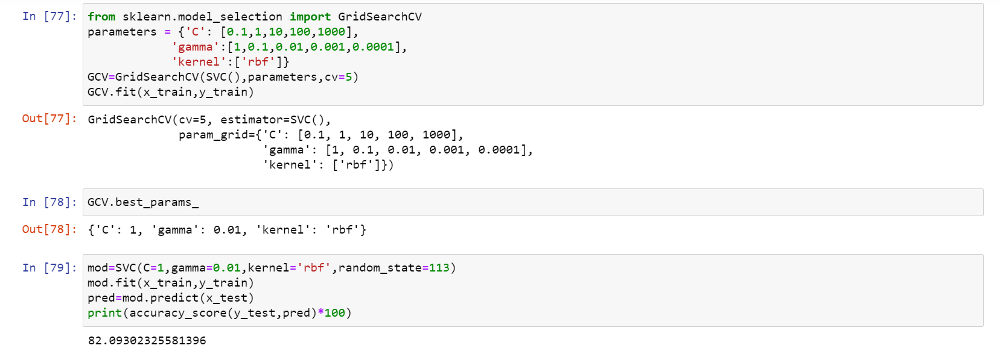 In [77]: from sklearn.model_selection import GridSearchCV
parameters = {'C': [0.1,1,10,100,1000],
'gamma':[1,0.1,0.01,0.001,0.0001],
'kernel':['rbf']}
GCV=GridSearchCV(SVC(),parameters,cv=5)
GCV.fit(x_train,y_train)
Out[77]: GridSearchCV(cv=5, estimator=SVC(),
param_grid={'C': [0.1, 1, 10, 100, 1000],
'gamma': [1, 0.1, 0.01, 0.001, 0.0001],
'kernel': ['rbf']})
In [78]: GCV.best_params_
Out[78]: {'C': 1, 'gamma': 0.01, 'kernel': 'rbf'}
In [79]: mod=SVC(C=1,gamma=0.01,kernel='rbf',random_state=113)
mod.fit(x_train,y_train)
pred=mod.predict(x_test)
print(accuracy_score(y_test,pred)*100)
82.09302325581396